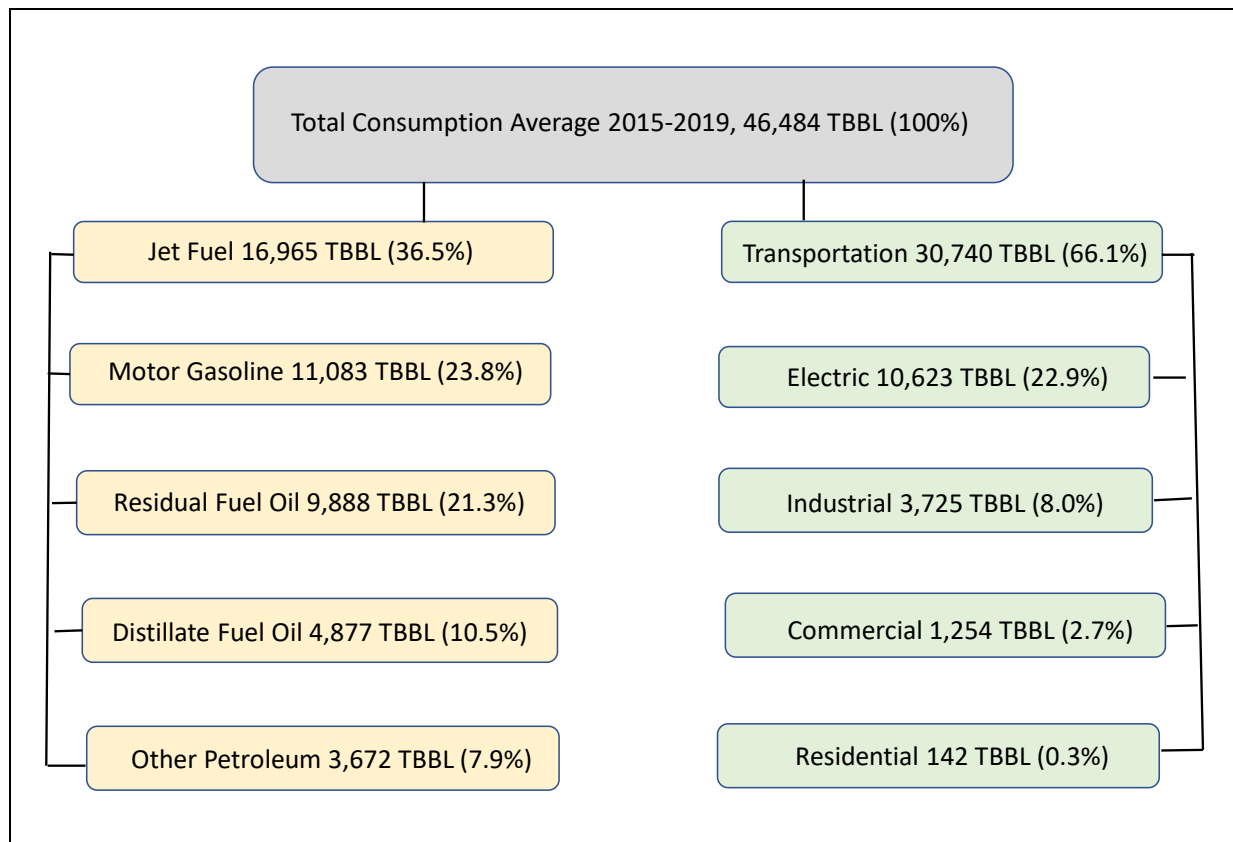 Total Consumption Average 2015-2019, 46,484 TBBL (100%)
Jet Fuel 16,965 TBBL (36.5%)
Motor Gasoline 11,083 TBBL (23.8%)
Residual Fuel Oil 9,888 TBBL (21.3%)
Distillate Fuel Oil 4,877 TBBL (10.5%)
Other Petroleum 3,672 TBBL (7.9%)
Transportation 30,740 TBBL (66.1%)
Electric 10,623 TBBL (22.9%)
Industrial 3,725 TBBL (8.0%)
Commercial 1,254 TBBL (2.7%)
Residential 142 TBBL (0.3%)